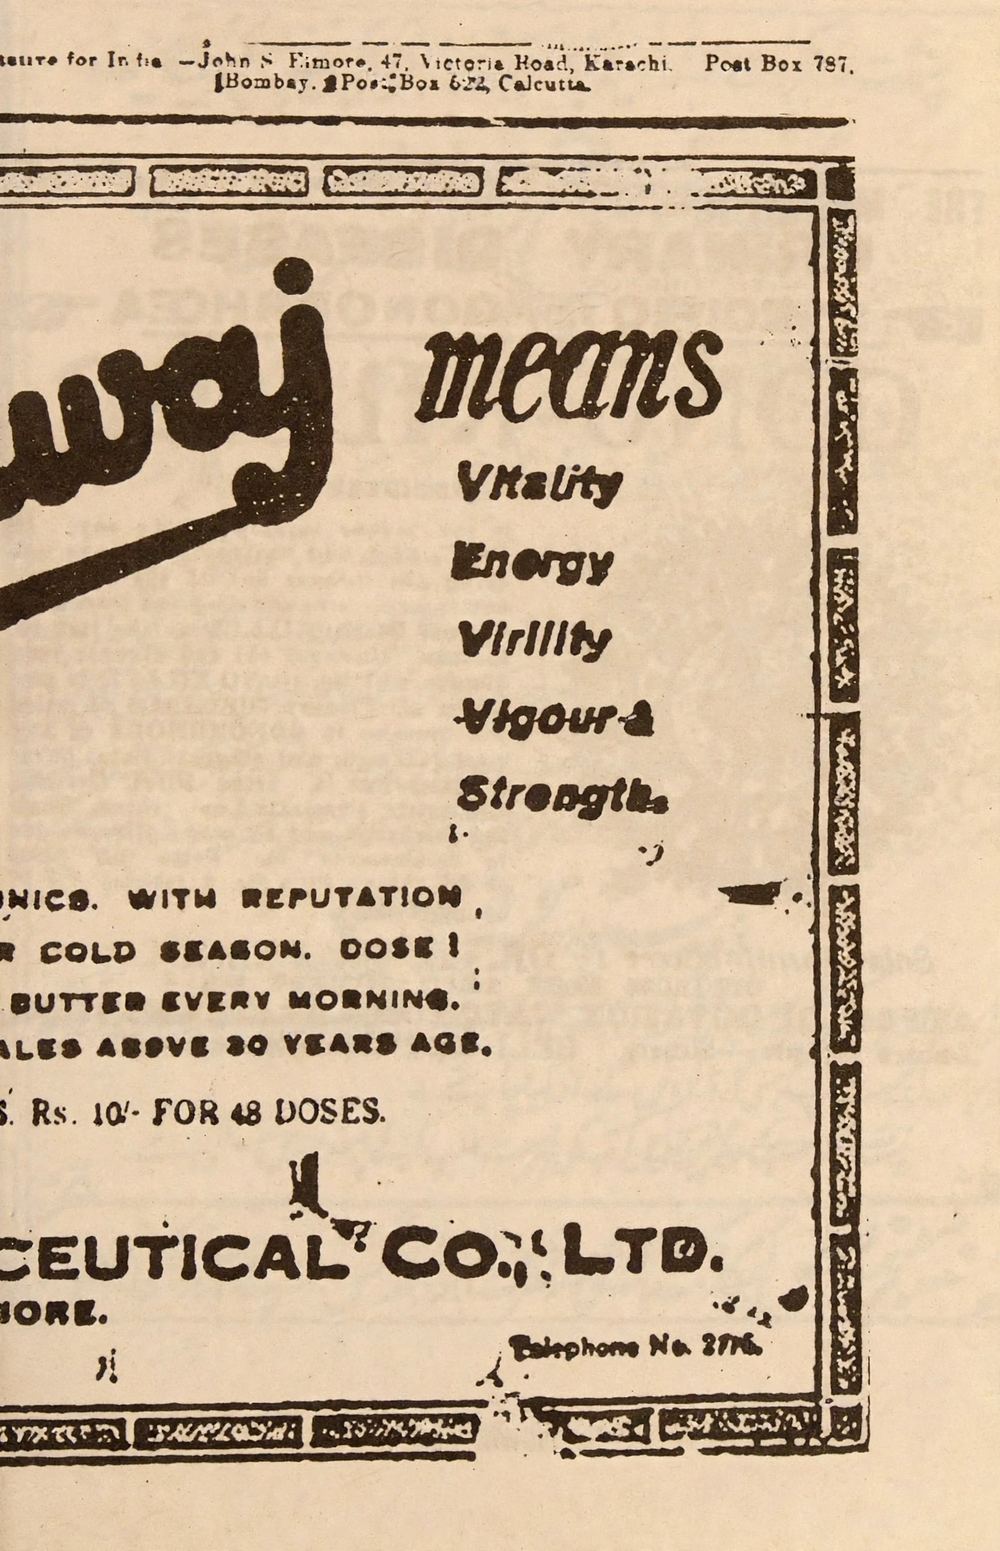 for India —John S. Elmore, 47, Victoria Road, Karachi. Post Box 787,
Bombay. Post Box 622, Calcutta.
waj means
Vitality
Energy
Virility
Vigour &
Strength.
NICS. WITH REPUTATION
R COLD SEASON. DOSE 1
BUTTER EVERY MORNING.
ALES ABOVE 30 YEARS AGE.
S. Rs. 10/- FOR 48 DOSES.
CEUTICAL CO. LTD.
HORE.
Telephone No.